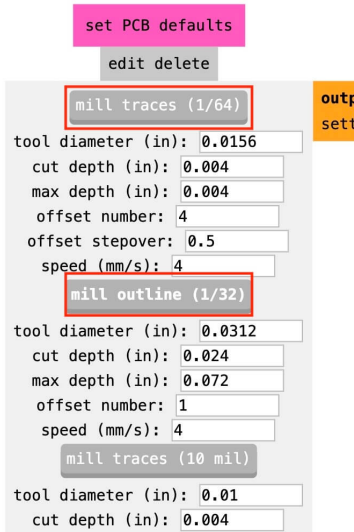 set PCB defaults
edit delete
mill traces (1/64)
outp
tool diameter (in): 0.0156
sett
cut depth (in): 0.004
max depth (in): 0.004
offset number: 4
offset stepover: 0.5
speed (mm/s): 4
mill outline (1/32)
tool diameter (in): 0.0312
cut depth (in): 0.024
max depth (in): 0.072
offset number: 1
speed (mm/s): 4
mill traces (10 mil)
tool diameter (in): 0.01
cut depth (in): 0.004